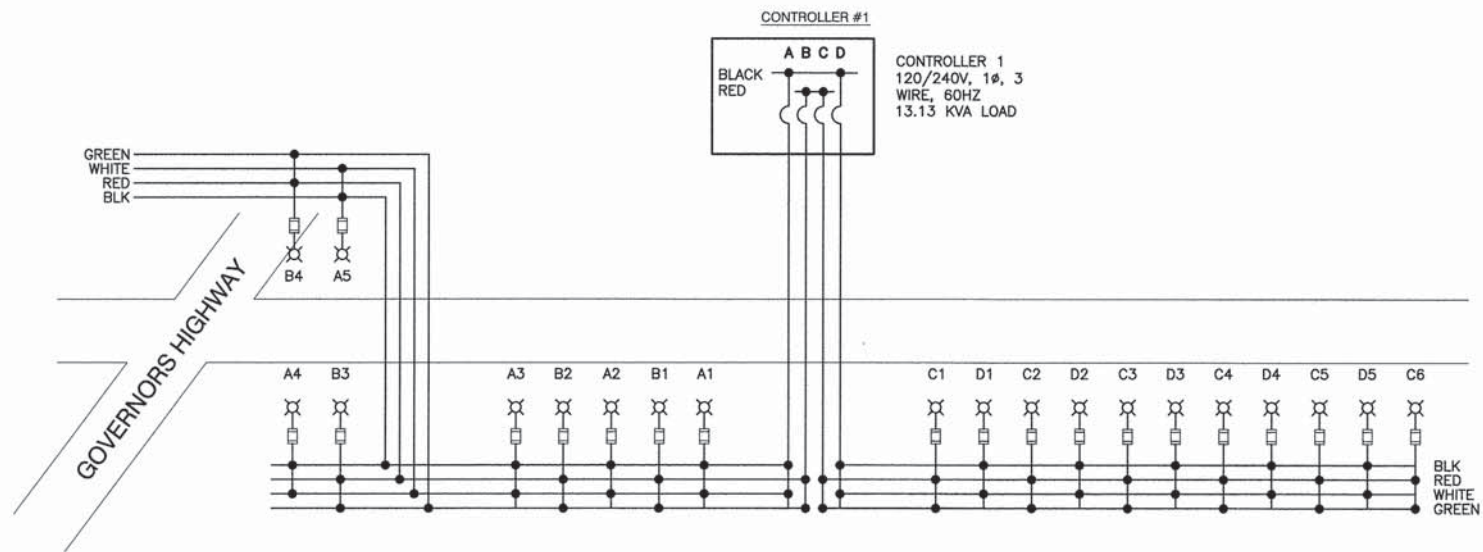 CONTROLLER #1
A B C D
BLACK
RED
CONTROLLER 1
120/240V, 1ø, 3
WIRE, 60HZ
13.13 KVA LOAD
GREEN
WHITE
RED
BLK
B4 A5
GOVERNORS HIGHWAY
A4 B3 A3 B2 A2 B1 A1 C1 D1 C2 D2 C3 D3 C4 D4 C5 D5 C6
BLK
RED
WHITE
GREEN